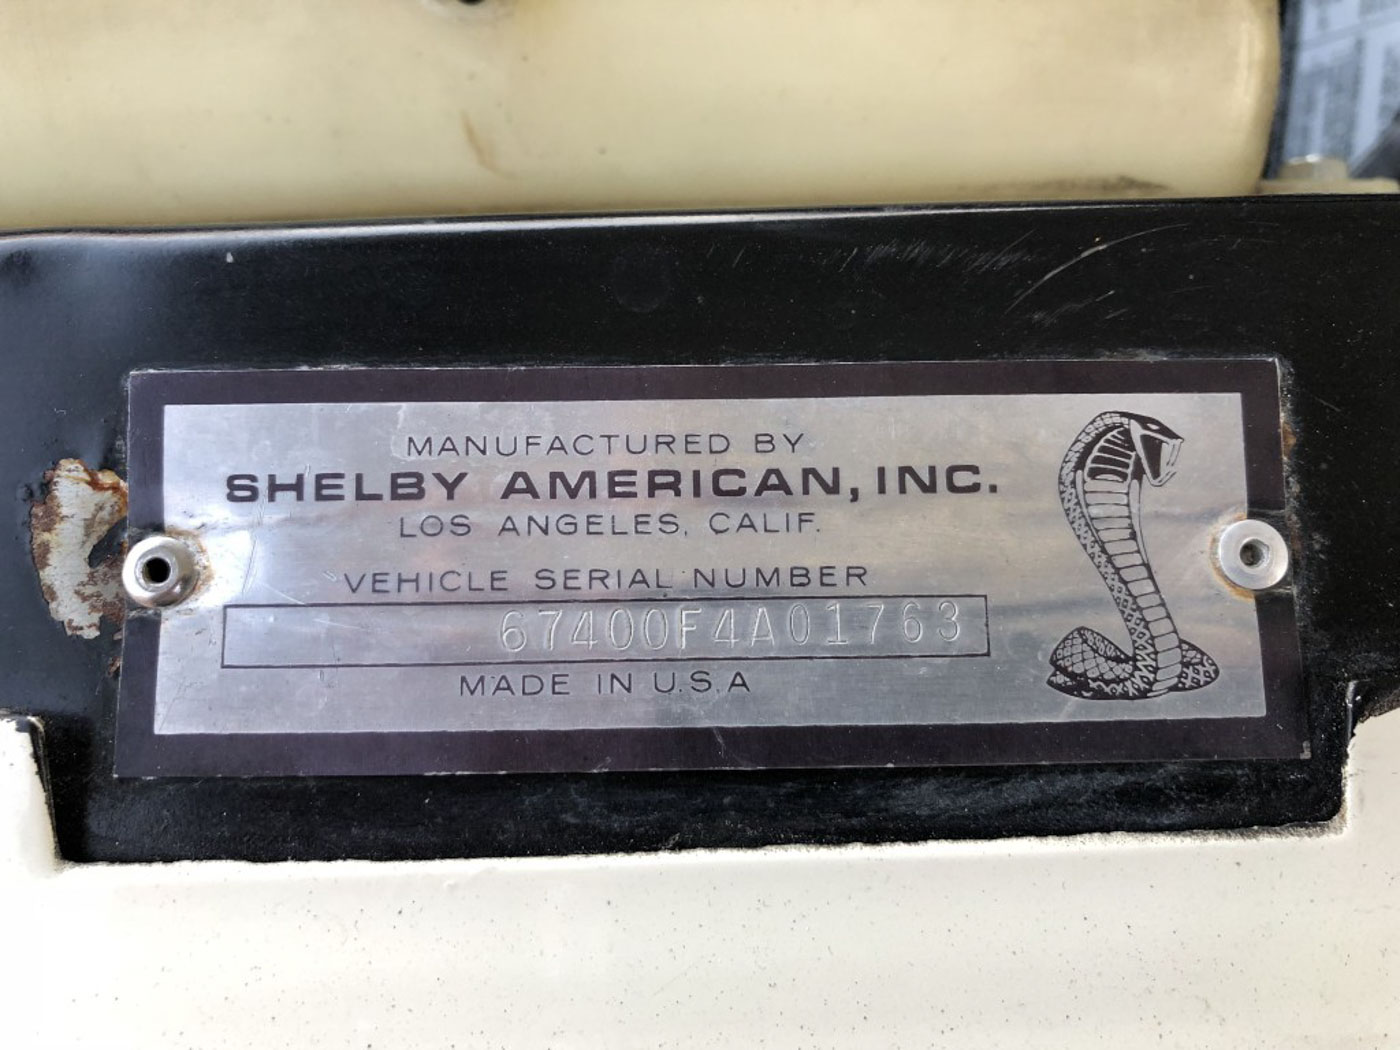 MANUFACTURED BY
SHELBY AMERICAN, INC.
LOS ANGELES, CALIF.
VEHICLE SERIAL NUMBER
67400F4A01763
MADE IN U.S.A